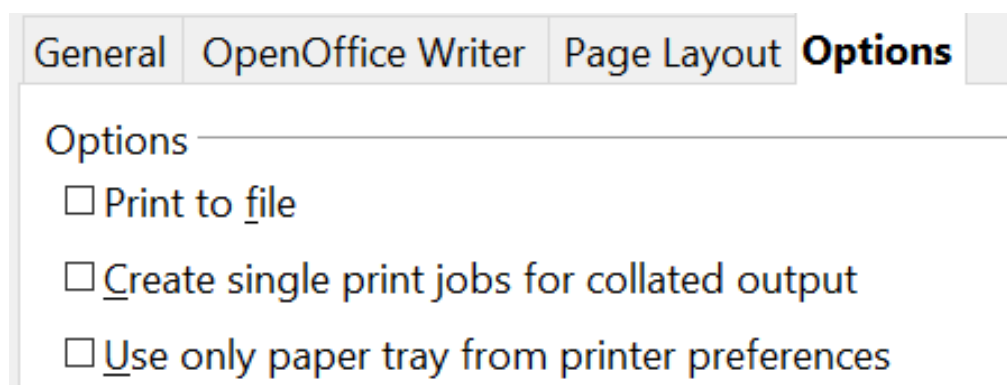 General OpenOffice Writer Page Layout Options
Options
Print to file
Create single print jobs for collated output
Use only paper tray from printer preferences